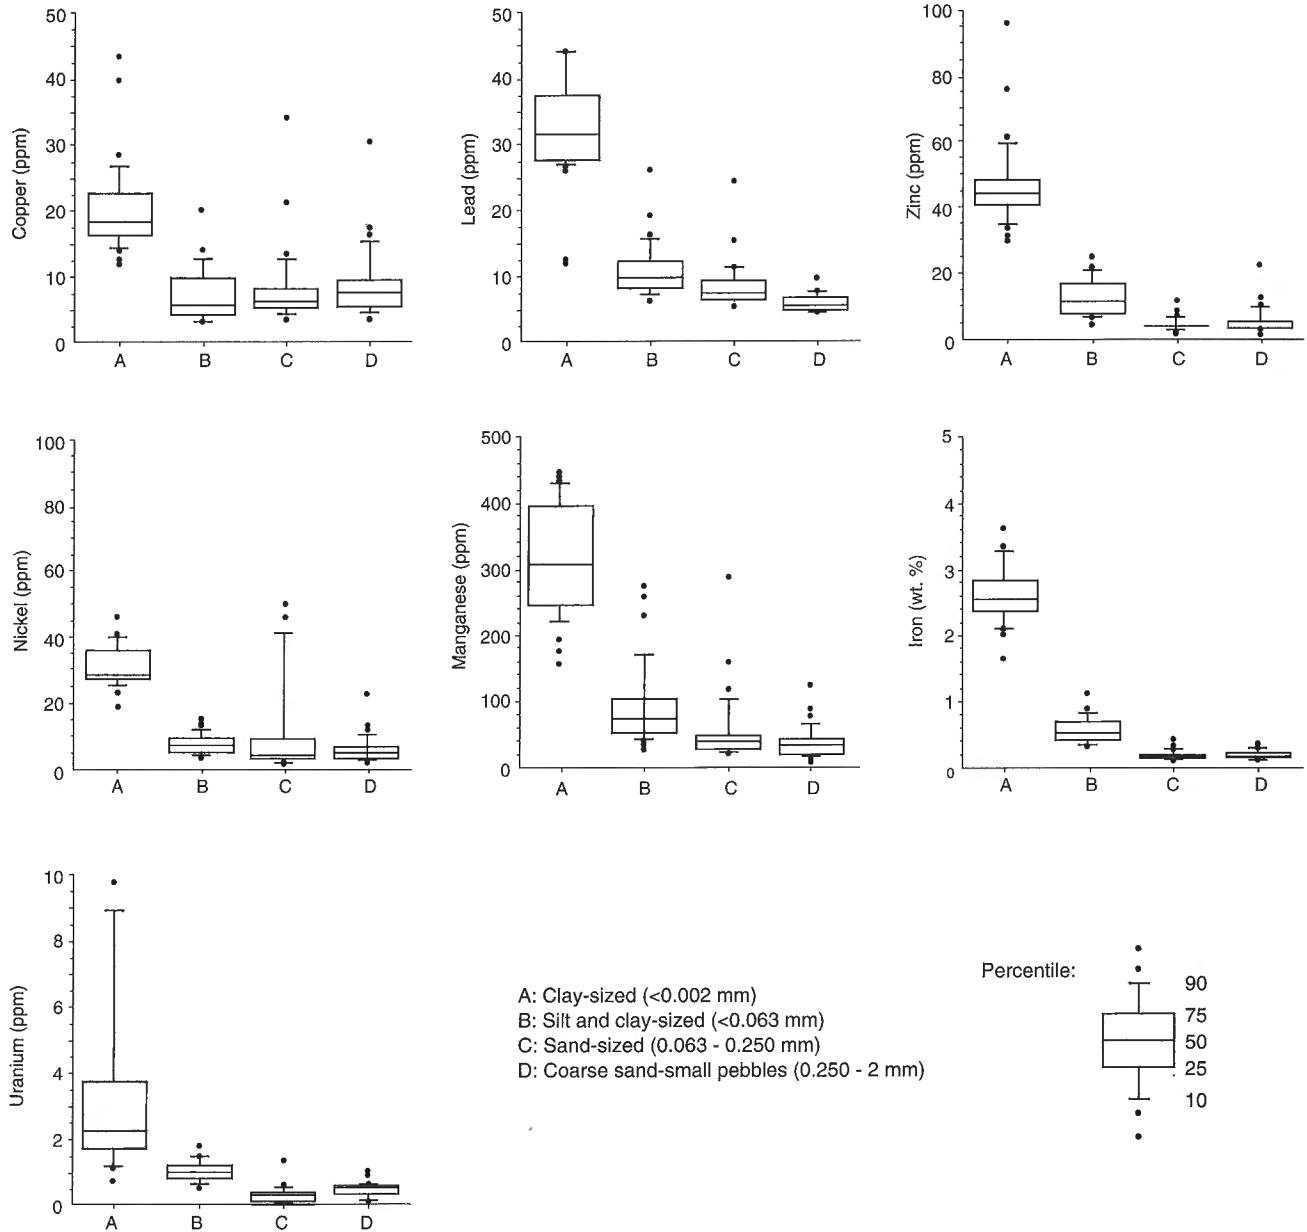 Copper (ppm)
50
40
30
20
10
0
A B C D
Lead (ppm)
50
40
30
20
10
0
A B C D
Zinc (ppm)
100
80
60
40
20
0
A B C D
Nickel (ppm)
100
80
60
40
20
0
A B C D
Manganese (ppm)
500
400
300
200
100
0
A B C D
Iron (wt. %)
5
4
3
2
1
0
A B C D
Uranium (ppm)
10
8
6
4
2
0
A B C D
A: Clay-sized (<0.002 mm)
B: Silt and clay-sized (<0.063 mm)
C: Sand-sized (0.063 - 0.250 mm)
D: Coarse sand-small pebbles (0.250 - 2 mm)
Percentile:
90
75
50
25
10